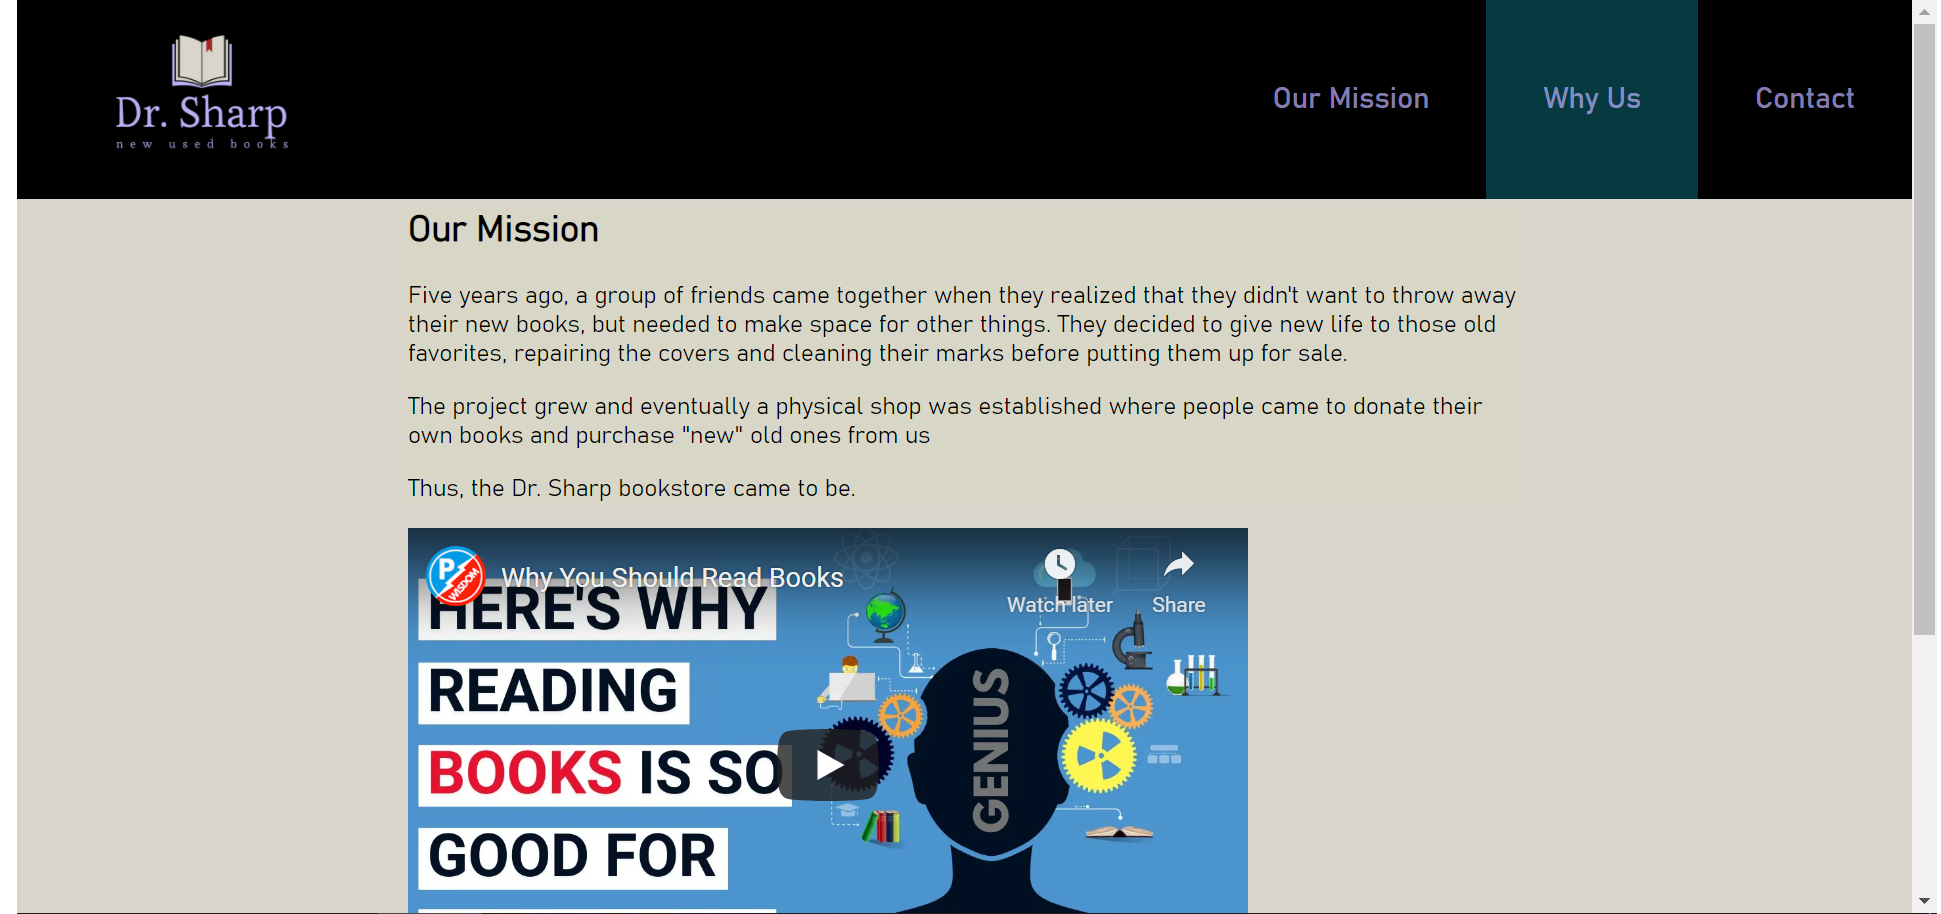 Dr. Sharp
new used books
Our Mission
Why Us
Contact
Our Mission
Five years ago, a group of friends came together when they realized that they didn't want to throw away
their new books, but needed to make space for other things. They decided to give new life to those old
favorites, repairing the covers and cleaning their marks before putting them up for sale.
The project grew and eventually a physical shop was established where people came to donate their
own books and purchase "new" old ones from us
Thus, the Dr. Sharp bookstore came to be.
P
WISDOM
Why You Should Read Books
Watch later
Share
HERE'S WHY
READING
BOOKS IS SO
GOOD FOR
GENIUS